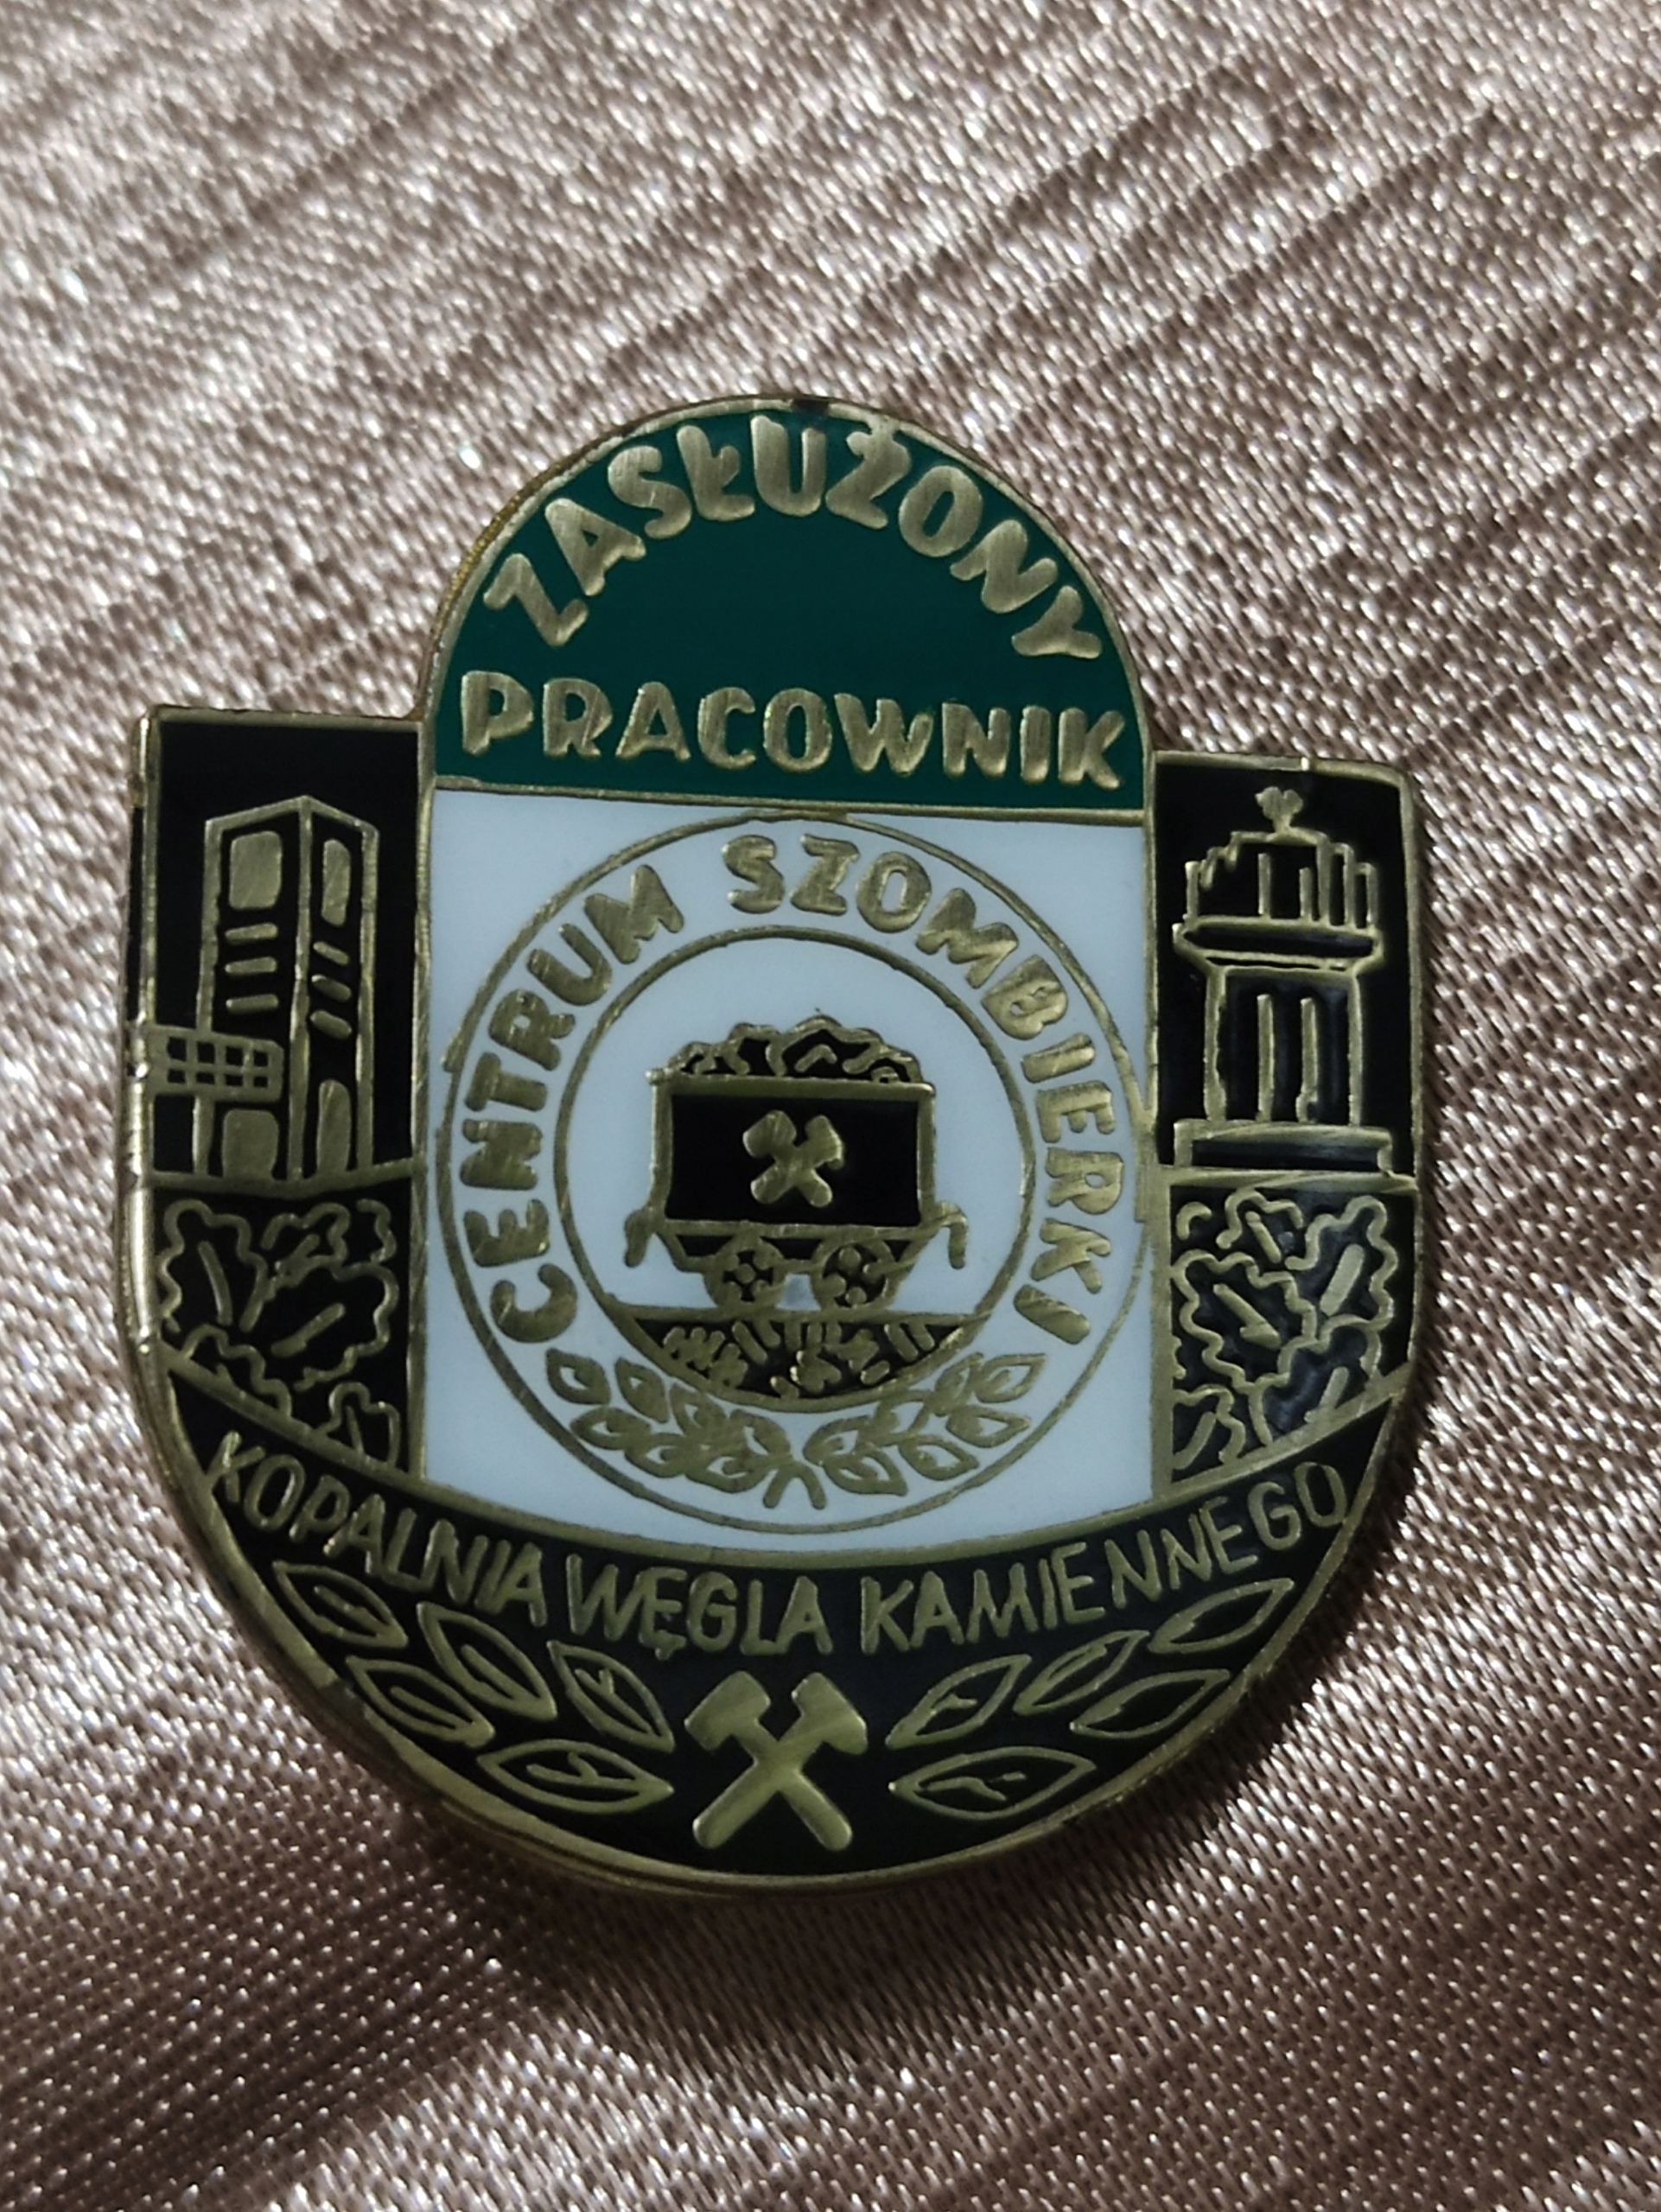 ZASŁUŻONY
PRACOWNIK
CENTRUM SZOMBIERKI
KOPALNIA WĘGLA KAMIENNEGO